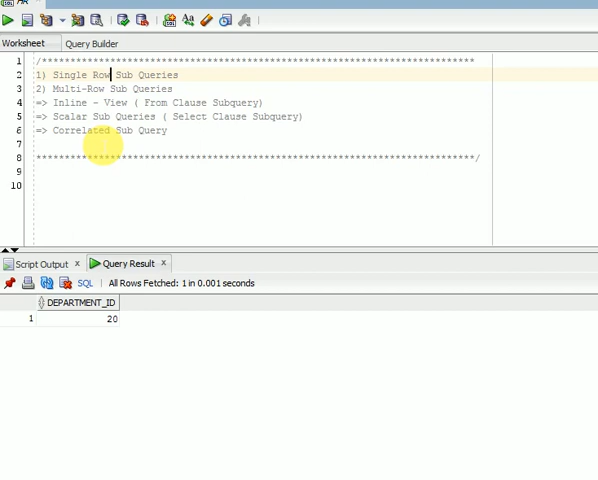 HR
Worksheet Query Builder
1 /******************************************************************************
2 1) Single Row Sub Queries
3 2) Multi-Row Sub Queries
4 => Inline - View ( From Clause Subquery)
5 => Scalar Sub Queries ( Select Clause Subquery)
6 => Correlated Sub Query
7
8 ******************************************************************************/
9
10
Script Output x Query Result x
SQL | All Rows Fetched: 1 in 0.001 seconds
DEPARTMENT_ID
1 20